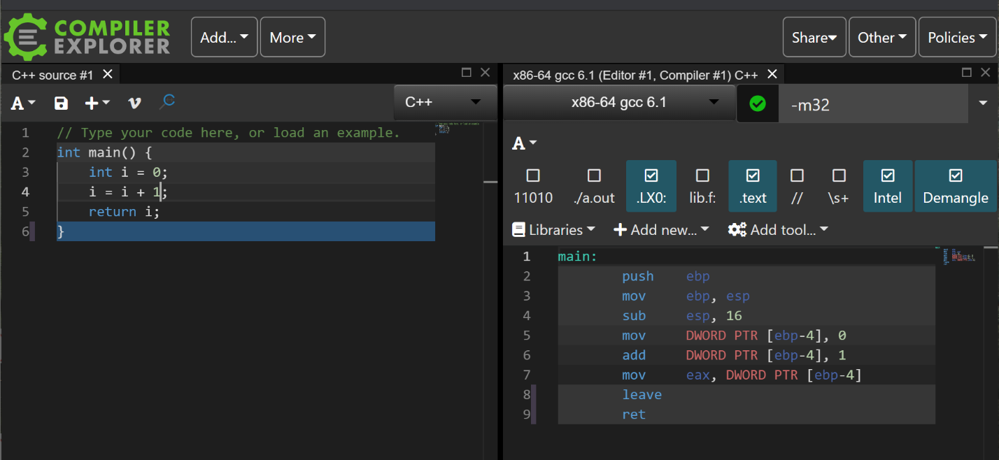 COMPILER
EXPLORER
Add...
More
Share
Other
Policies
C++ source #1
A
C++
1 // Type your code here, or load an example.
2 int main() {
3 int i = 0;
4 i = i + 1;
5 return i;
6 }
x86-64 gcc 6.1 (Editor #1, Compiler #1) C++
x86-64 gcc 6.1
-m32
A
11010
./a.out
.LX0:
lib.f:
.text
//
\s+
Intel
Demangle
Libraries
Add new...
Add tool...
1 main:
2 push ebp
3 mov ebp, esp
4 sub esp, 16
5 mov DWORD PTR [ebp-4], 0
6 add DWORD PTR [ebp-4], 1
7 mov eax, DWORD PTR [ebp-4]
8 leave
9 ret